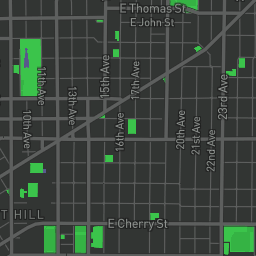 E Thomas St
E John St
15th Ave
17th Ave
11th Ave
13th Ave
10th Ave
23rd Ave
16th Ave
20th Ave
21st Ave
22nd Ave
T HILL
E Cherry St